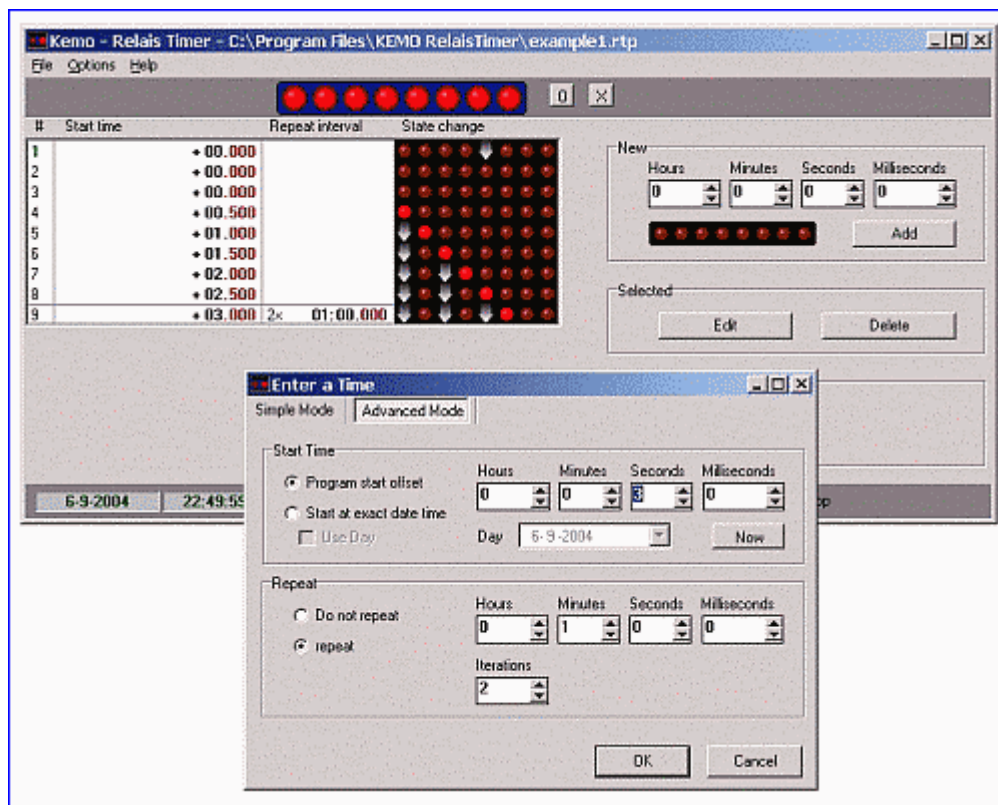 Kemo - Relais Timer - C:\Program Files\KEMO RelaisTimer\example1.rtp
File Options Help
0 X
# Start time Repeat interval State change
1 + 00.000
2 + 00.000
3 + 00.000
4 + 00.500
5 + 01.000
6 + 01.500
7 + 02.000
8 + 02.500
9 + 03.000 2x 01:00.000
New
Hours Minutes Seconds Milliseconds
0 0 0 0
Add
Selected
Edit Delete
Enter a Time
Simple Mode Advanced Mode
Start Time
Hours Minutes Seconds Milliseconds
Program start offset 0 0 3 0
Start at exact date time
Use Day Day 6-9-2004 Now
Repeat
Hours Minutes Seconds Milliseconds
Do not repeat 0 1 0 0
repeat
Iterations
2
OK Cancel
6-9-2004 22:49:59